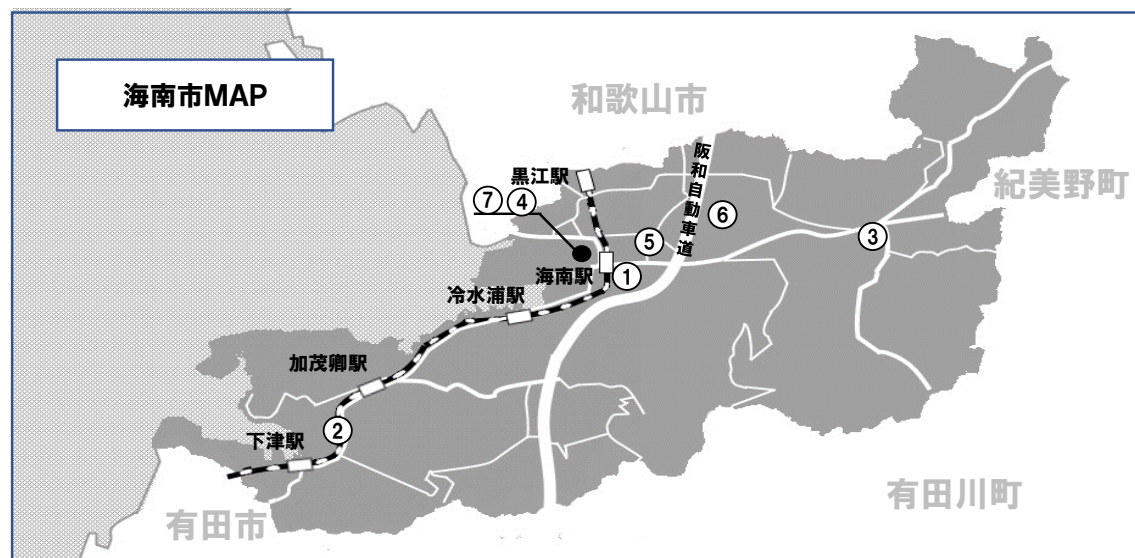 海南市MAP
和歌山市
阪和自動車道
黒江駅
紀美野町
⑦ ④
⑥
③
⑤
海南駅
①
冷水浦駅
加茂郷駅
②
下津駅
有田川町
有田市